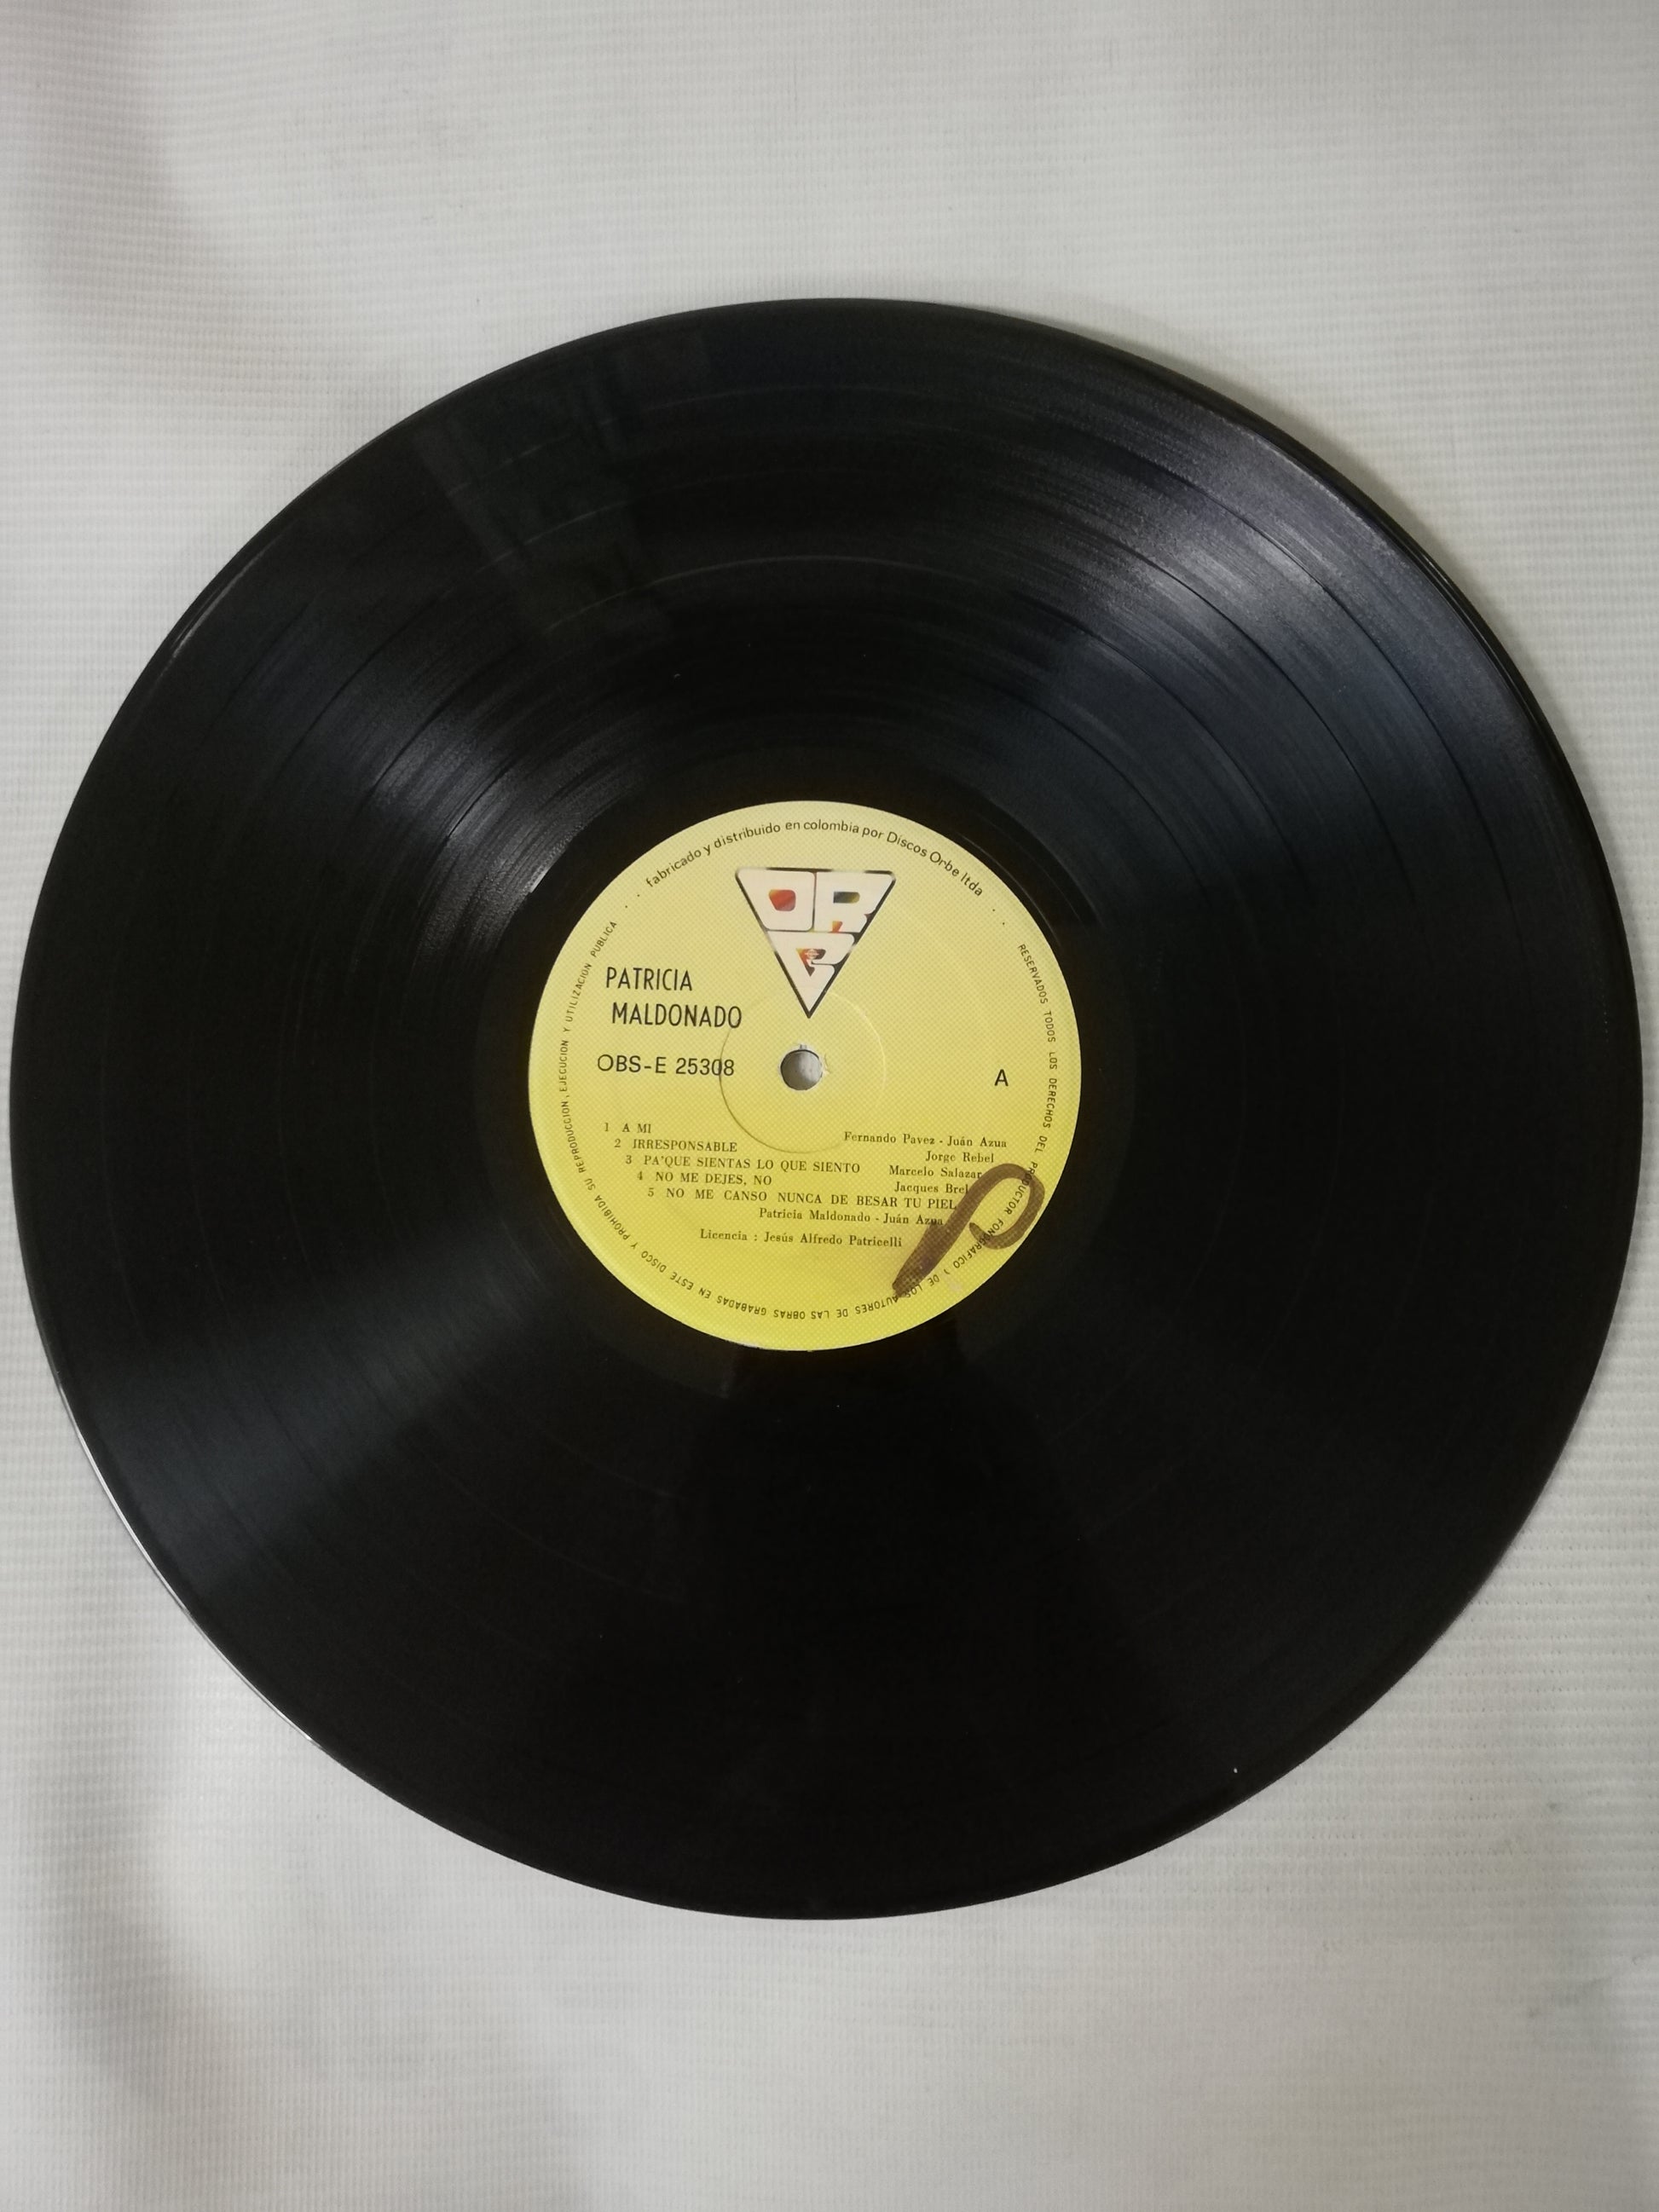 fabricado y distribuido en colombia por Discos Orbe ltda
ORBE
PATRICIA
MALDONADO
OBS-E 25308
A
1 A MI Fernando Pavez - Juán Azua
2 IRRESPONSABLE Jorge Rebel
3 PA'QUE SIENTAS LO QUE SIENTO Marcelo Salazar
4 NO ME DEJES, NO Jacques Brel
5 NO ME CANSO NUNCA DE BESAR TU PIEL
Patricia Maldonado - Juán Azua
Licencia : Jesús Alfredo Patricelli
RESERVADOS TODOS LOS DERECHOS DEL PRODUCTOR FONOGRAFICO Y DE LOS AUTORES DE LAS OBRAS GRABADAS EN ESTE DISCO Y PROHIBIDA SU REPRODUCCION, EJECUCION Y UTILIZACION PUBLICA
P